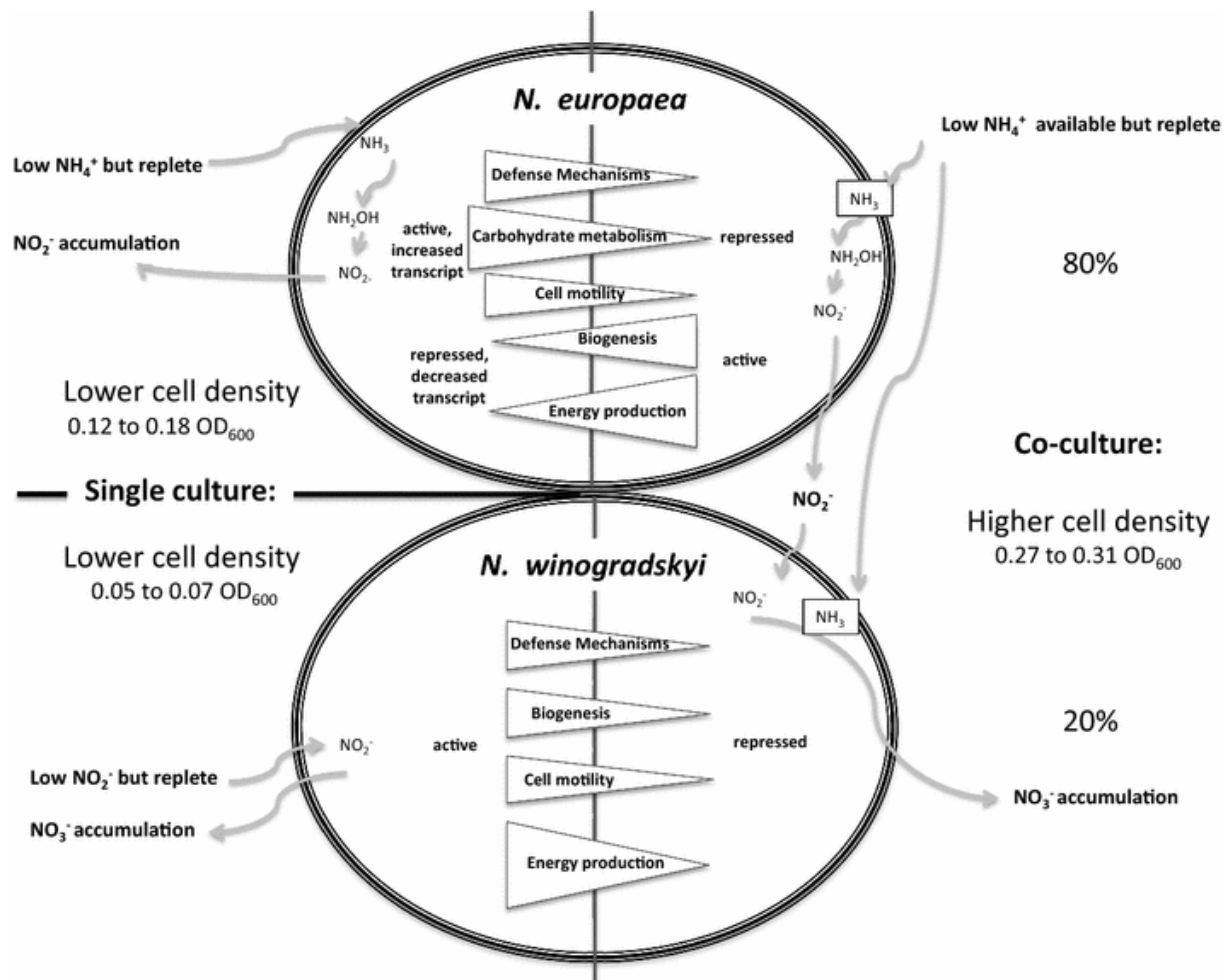 N. europaea
Low NH₄⁺ available but replete
NH₃
Low NH₄⁺ but replete
Defense Mechanisms
NH₃
NH₂OH
active,
increased
transcript
Carbohydrate metabolism
repressed
NO₂⁻ accumulation
NH₂OH
80%
NO₂-
Cell motility
NO₂⁻
Biogenesis
repressed,
decreased
transcript
active
Energy production
Lower cell density
0.12 to 0.18 OD₆₀₀
Co-culture:
Single culture:
NO₂⁻
Higher cell density
0.27 to 0.31 OD₆₀₀
Lower cell density
0.05 to 0.07 OD₆₀₀
N. winogradskyi
NO₂⁻
NH₃
Defense Mechanisms
Biogenesis
20%
NO₂⁻
active
repressed
Low NO₂⁻ but replete
Cell motility
NO₃⁻ accumulation
NO₃⁻ accumulation
Energy production